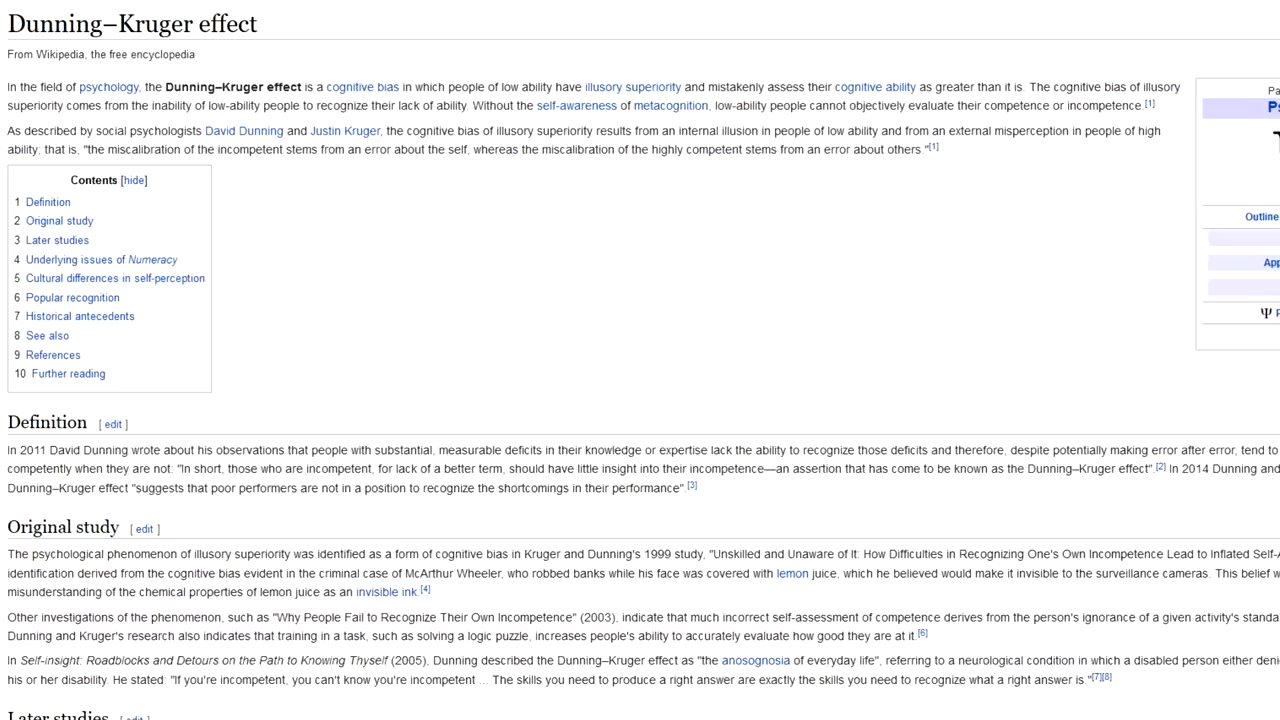 Dunning–Kruger effect
From Wikipedia, the free encyclopedia
In the field of psychology, the Dunning–Kruger effect is a cognitive bias in which people of low ability have illusory superiority and mistakenly assess their cognitive ability as greater than it is. The cognitive bias of illusory
superiority comes from the inability of low-ability people to recognize their lack of ability. Without the self-awareness of metacognition, low-ability people cannot objectively evaluate their competence or incompetence.[1]
As described by social psychologists David Dunning and Justin Kruger, the cognitive bias of illusory superiority results from an internal illusion in people of low ability and from an external misperception in people of high
ability; that is, "the miscalibration of the incompetent stems from an error about the self, whereas the miscalibration of the highly competent stems from an error about others."[1]
Contents [hide]
1 Definition
2 Original study
3 Later studies
4 Underlying issues of Numeracy
5 Cultural differences in self-perception
6 Popular recognition
7 Historical antecedents
8 See also
9 References
10 Further reading
Pa
Ps
Outline
App
Ψ P
Definition [ edit ]
In 2011 David Dunning wrote about his observations that people with substantial, measurable deficits in their knowledge or expertise lack the ability to recognize those deficits and therefore, despite potentially making error after error, tend to
competently when they are not: "In short, those who are incompetent, for lack of a better term, should have little insight into their incompetence—an assertion that has come to be known as the Dunning–Kruger effect".[2] In 2014 Dunning and
Dunning–Kruger effect "suggests that poor performers are not in a position to recognize the shortcomings in their performance".[3]
Original study [ edit ]
The psychological phenomenon of illusory superiority was identified as a form of cognitive bias in Kruger and Dunning's 1999 study, "Unskilled and Unaware of It: How Difficulties in Recognizing One's Own Incompetence Lead to Inflated Self-A
identification derived from the cognitive bias evident in the criminal case of McArthur Wheeler, who robbed banks while his face was covered with lemon juice, which he believed would make it invisible to the surveillance cameras. This belief w
misunderstanding of the chemical properties of lemon juice as an invisible ink.[4]
Other investigations of the phenomenon, such as "Why People Fail to Recognize Their Own Incompetence" (2003), indicate that much incorrect self-assessment of competence derives from the person's ignorance of a given activity's standa
Dunning and Kruger's research also indicates that training in a task, such as solving a logic puzzle, increases people's ability to accurately evaluate how good they are at it.[6]
In Self-insight: Roadblocks and Detours on the Path to Knowing Thyself (2005), Dunning described the Dunning–Kruger effect as "the anosognosia of everyday life", referring to a neurological condition in which a disabled person either deni
his or her disability. He stated: "If you're incompetent, you can't know you're incompetent ... The skills you need to produce a right answer are exactly the skills you need to recognize what a right answer is."[7][8]
Later studies [ edit ]